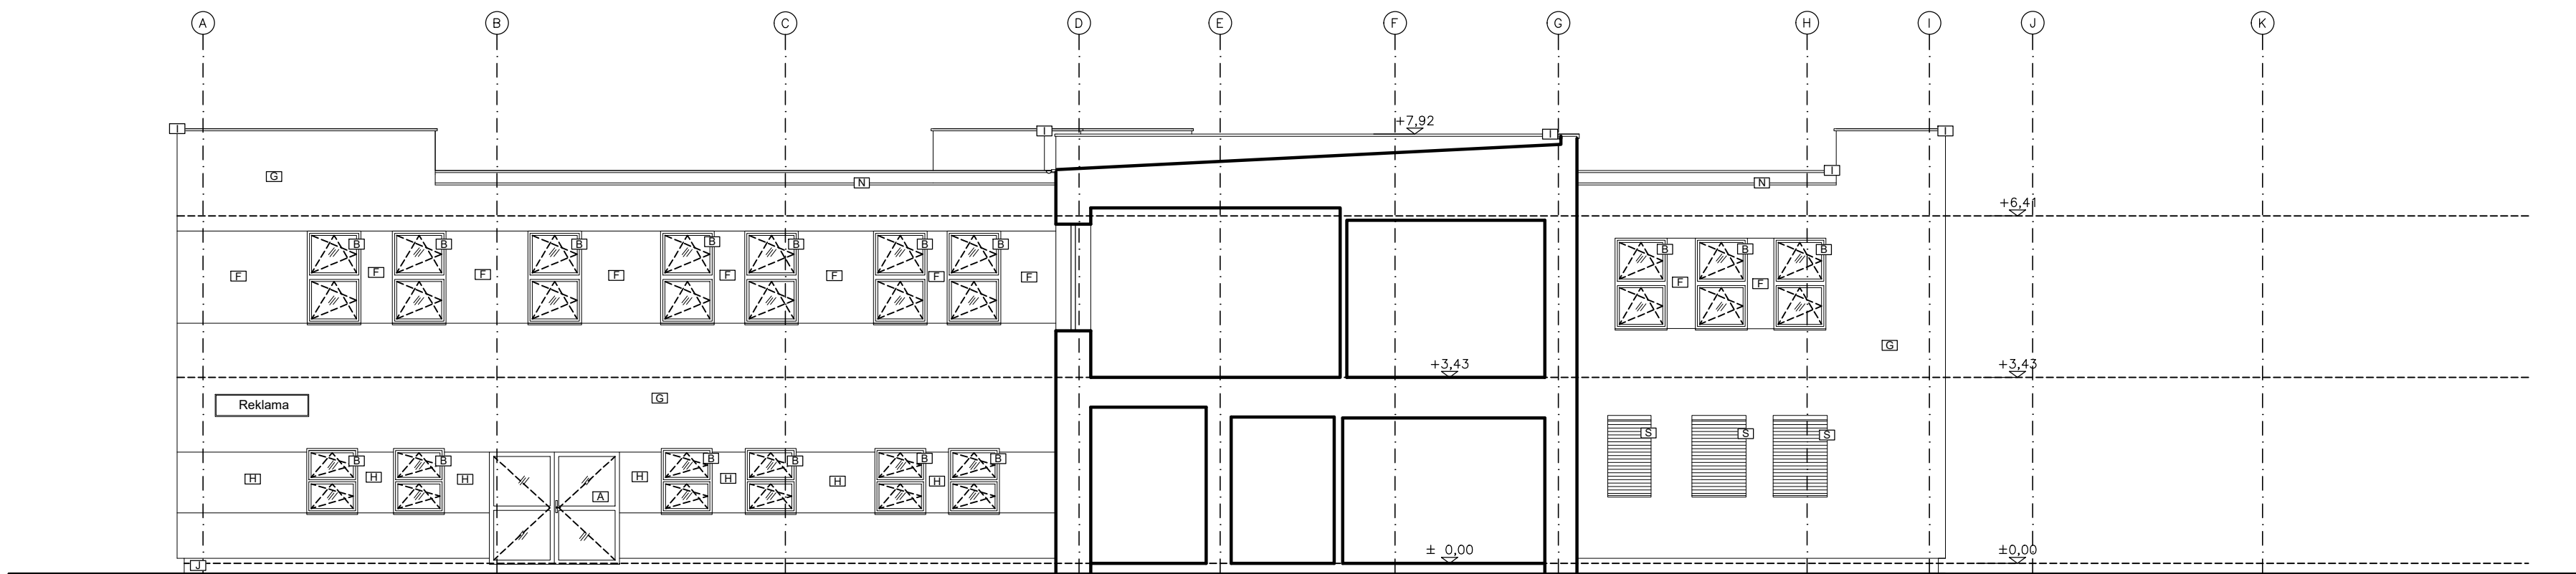 A B C D E F G H I J K
I I +7,92 I I
I
G N N
+6,41
B B B B B B B B B B
F F F F F F F F F F
G
+3,43 +3,43
Reklama G
S S S
B B B B B B
H H H H H H H
A
± 0,00 ±0,00
J